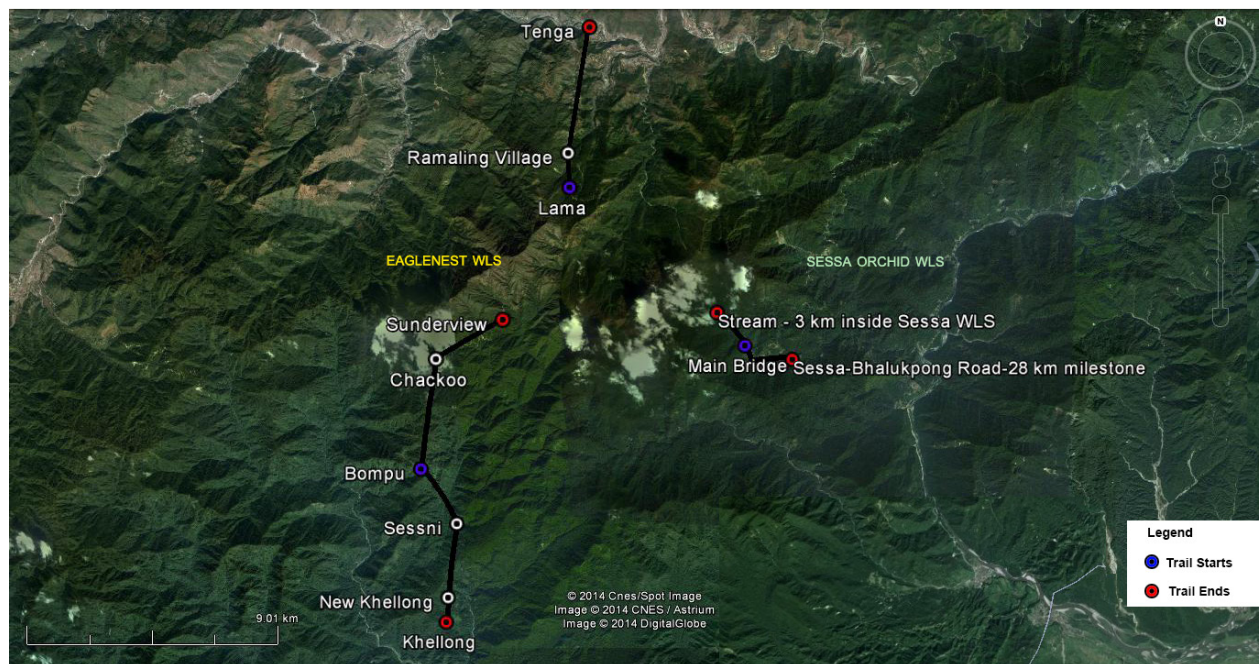 N
Tenga
Ramaling Village
Lama
EAGLENEST WLS
SESSA ORCHID WLS
Sunderview
Stream - 3 km inside Sessa WLS
Chackoo
Main Bridge
Sessa-Bhalukpong Road-28 km milestone
Bompu
Sessni
Legend
Trail Starts
Trail Ends
New Khellong
Khellong
9.01 km
© 2014 Cnes/Spot Image
Image © 2014 CNES / Astrium
Image © 2014 DigitalGlobe